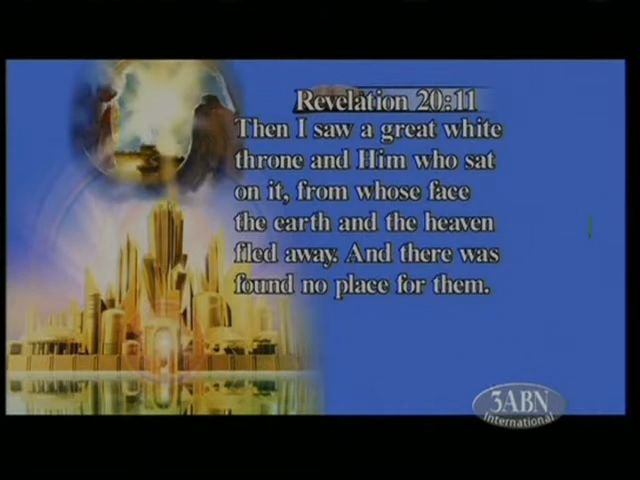 Revelation 20:11
Then I saw a great white
throne and Him who sat
on it, from whose face
the earth and the heaven
fled away. And there was
found no place for them.
3ABN
International